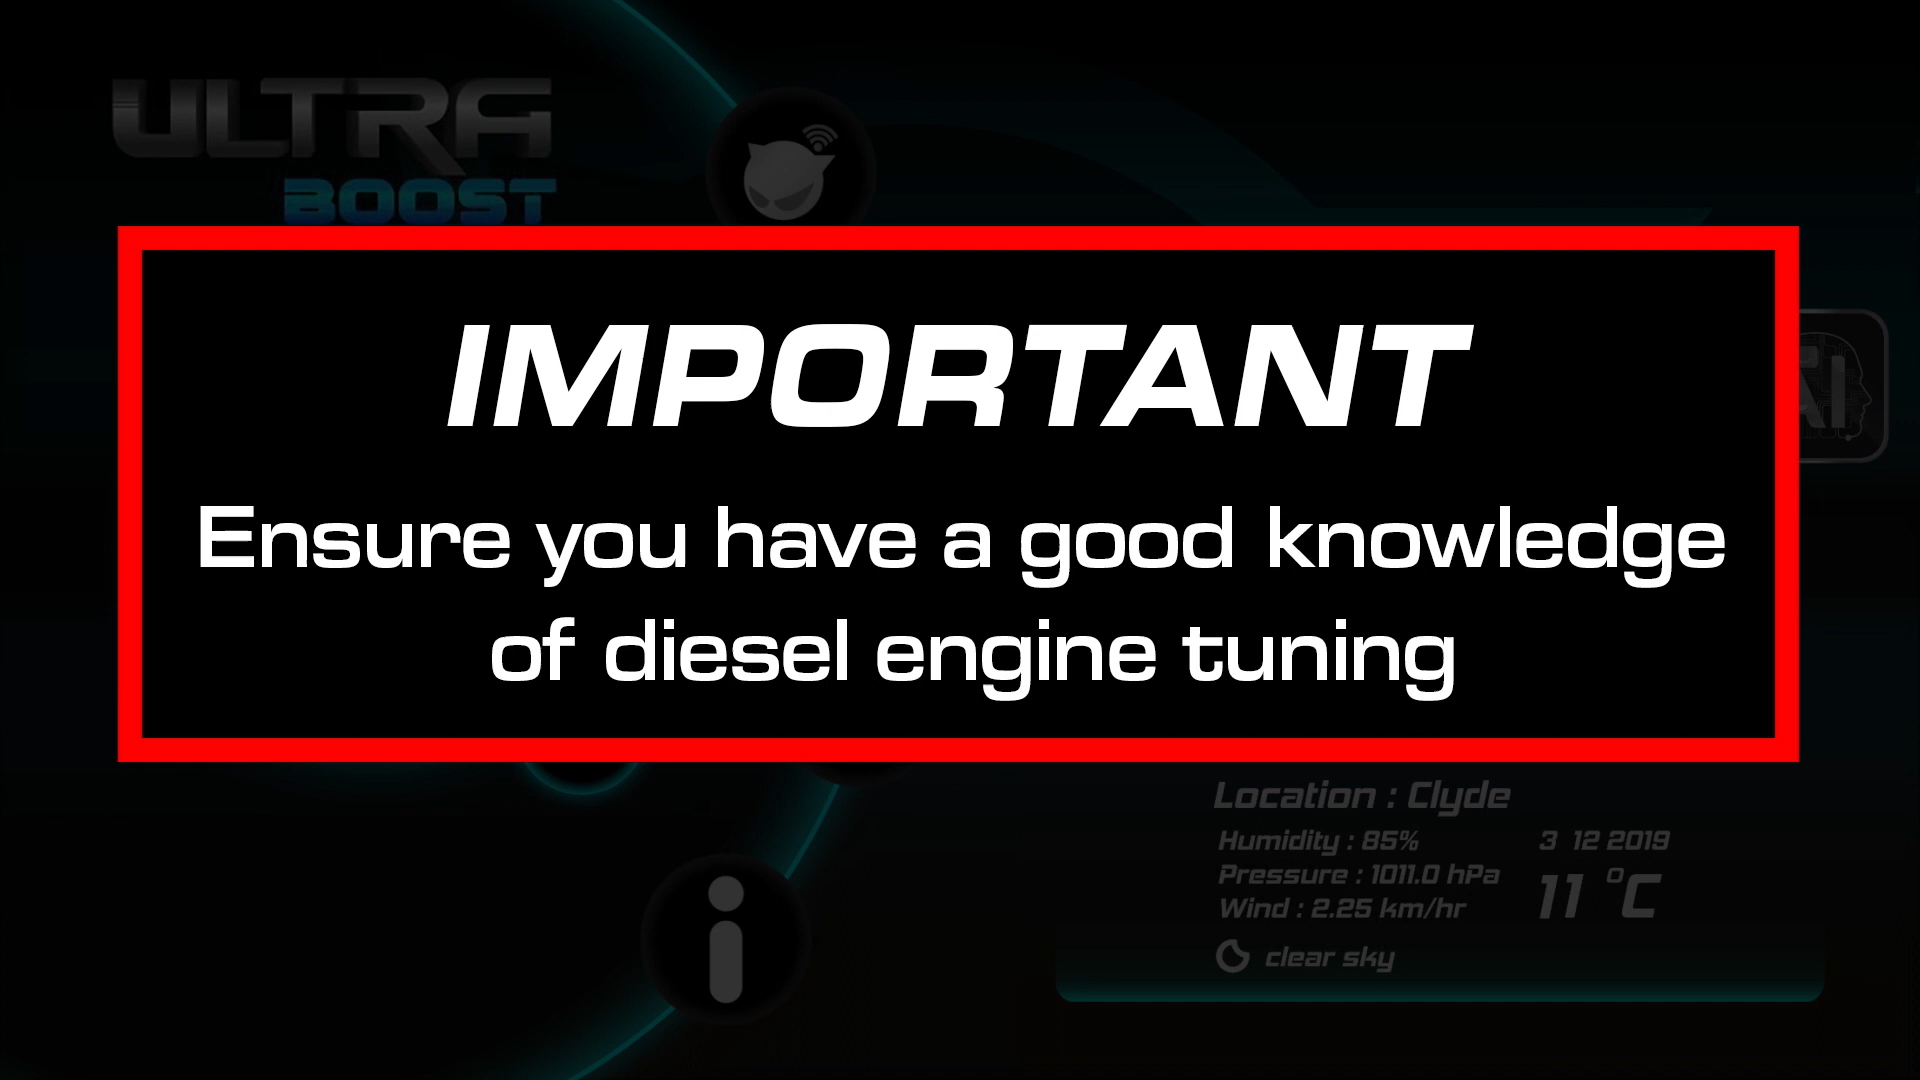 ULTRA
BOOST
IMPORTANT
Ensure you have a good knowledge
of diesel engine tuning
AI
Location : Clyde
Humidity : 85%
3 12 2019
Pressure : 1011.0 hPa
11 °C
Wind : 2.25 km/hr
clear sky